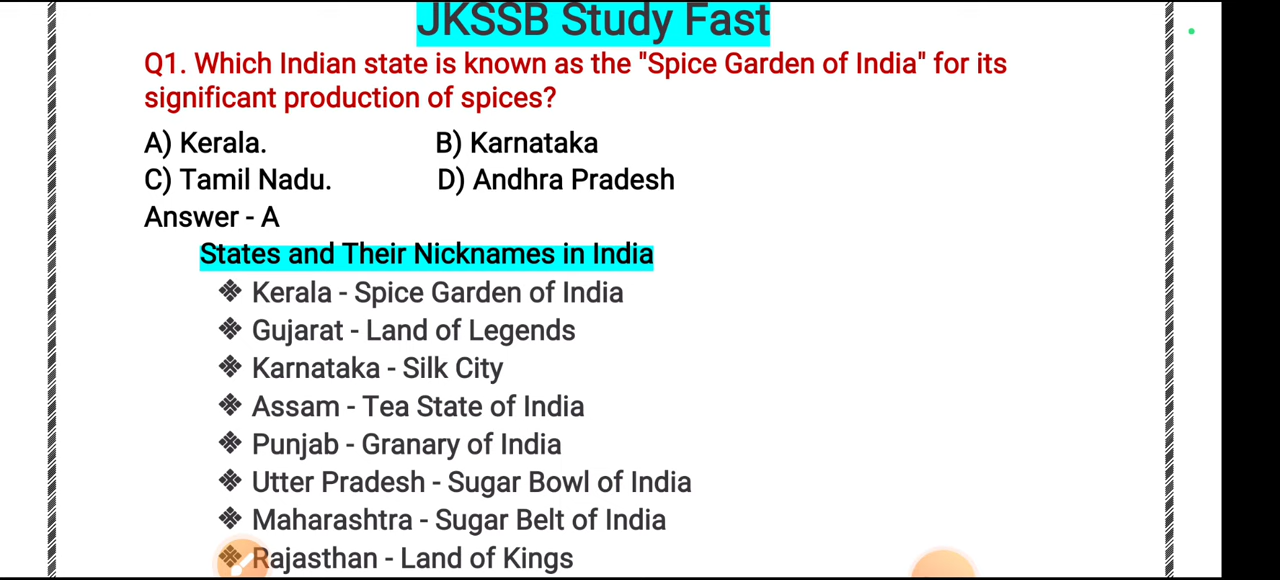 JKSSB Study Fast
Q1. Which Indian state is known as the "Spice Garden of India" for its
significant production of spices?
A) Kerala. B) Karnataka
C) Tamil Nadu. D) Andhra Pradesh
Answer - A
States and Their Nicknames in India
❖ Kerala - Spice Garden of India
❖ Gujarat - Land of Legends
❖ Karnataka - Silk City
❖ Assam - Tea State of India
❖ Punjab - Granary of India
❖ Utter Pradesh - Sugar Bowl of India
❖ Maharashtra - Sugar Belt of India
❖ Rajasthan - Land of Kings